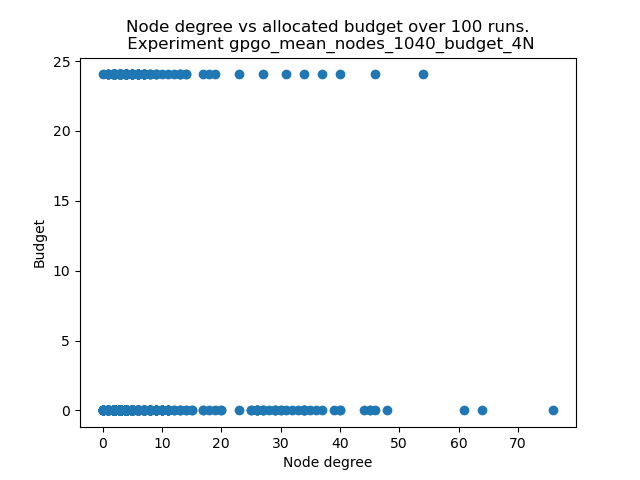 Node degree vs allocated budget over 100 runs.
Experiment gpgo_mean_nodes_1040_budget_4N
25
20
15
10
5
0
Budget
0 10 20 30 40 50 60 70
Node degree